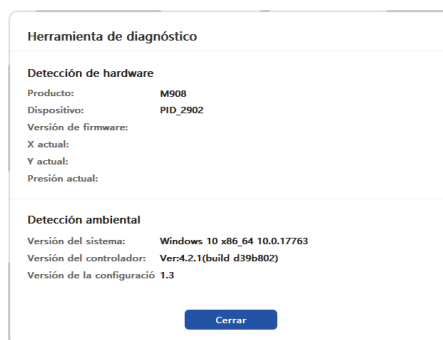 Herramienta de diagnóstico
Detección de hardware
Producto: M908
Dispositivo: PID_2902
Versión de firmware:
X actual:
Y actual:
Presión actual:
Detección ambiental
Versión del sistema: Windows 10 x86_64 10.0.17763
Versión del controlador: Ver:4.2.1(build d39b802)
Versión de la configuració 1.3
Cerrar